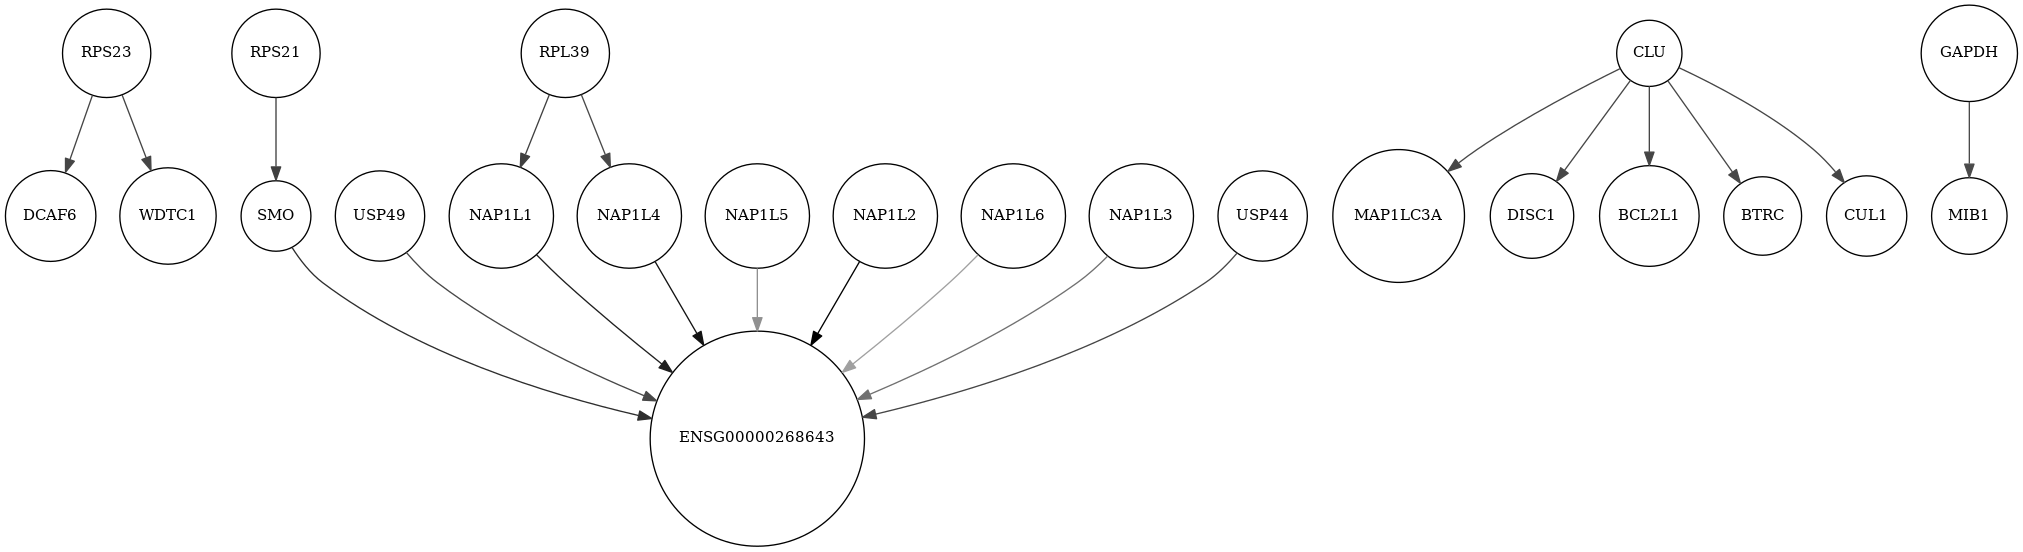 RPS23
RPS21
RPL39
CLU
GAPDH
DCAF6
WDTC1
SMO
USP49
NAP1L1
NAP1L4
NAP1L5
NAP1L2
NAP1L6
NAP1L3
USP44
MAP1LC3A
DISC1
BCL2L1
BTRC
CUL1
MIB1
ENSG00000268643